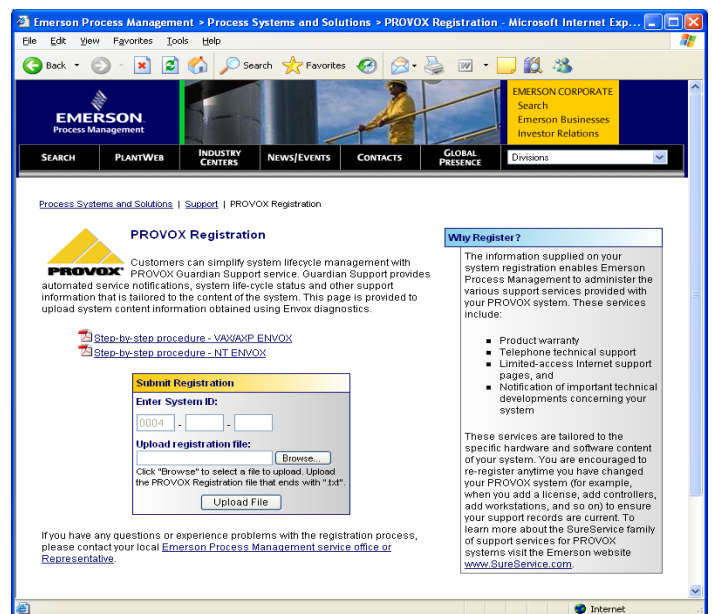 Emerson Process Management > Process Systems and Solutions > PROVOX Registration - Microsoft Internet Exp...
File Edit View Favorites Tools Help
Back Search Favorites
EMERSON
Process Management
EMERSON CORPORATE
Search
Emerson Businesses
Investor Relations
SEARCH PLANTWEB INDUSTRY CENTERS NEWS/EVENTS CONTACTS GLOBAL PRESENCE Divisions
Process Systems and Solutions | Support | PROVOX Registration
PROVOX
PROVOX Registration
Customers can simplify system lifecycle management with
PROVOX Guardian Support service. Guardian Support provides
automated service notifications, system life-cycle status and other support
information that is tailored to the content of the system. This page is provided to
upload system content information obtained using Envox diagnostics.
Step-by-step procedure - VAX/AXP ENVOX
Step-by-step procedure - NT ENVOX
Submit Registration
Enter System ID:
0004 - - -
Upload registration file:
Browse...
Click "Browse" to select a file to upload. Upload
the PROVOX Registration file that ends with ".txt".
Upload File
If you have any questions or experience problems with the registration process,
please contact your local Emerson Process Management service office or
Representative.
Why Register?
The information supplied on your
system registration enables Emerson
Process Management to administer the
various support services provided with
your PROVOX system. These services
include:
Product warranty
Telephone technical support
Limited-access Internet support
pages, and
Notification of important technical
developments concerning your
system
These services are tailored to the
specific hardware and software content
of your system. You are encouraged to
re-register anytime you have changed
your PROVOX system (for example,
when you add a license, add controllers,
add workstations, and so on) to ensure
your support records are current. To
learn more about the SureService family
of support services for PROVOX
systems visit the Emerson website
www.SureService.com.
Internet